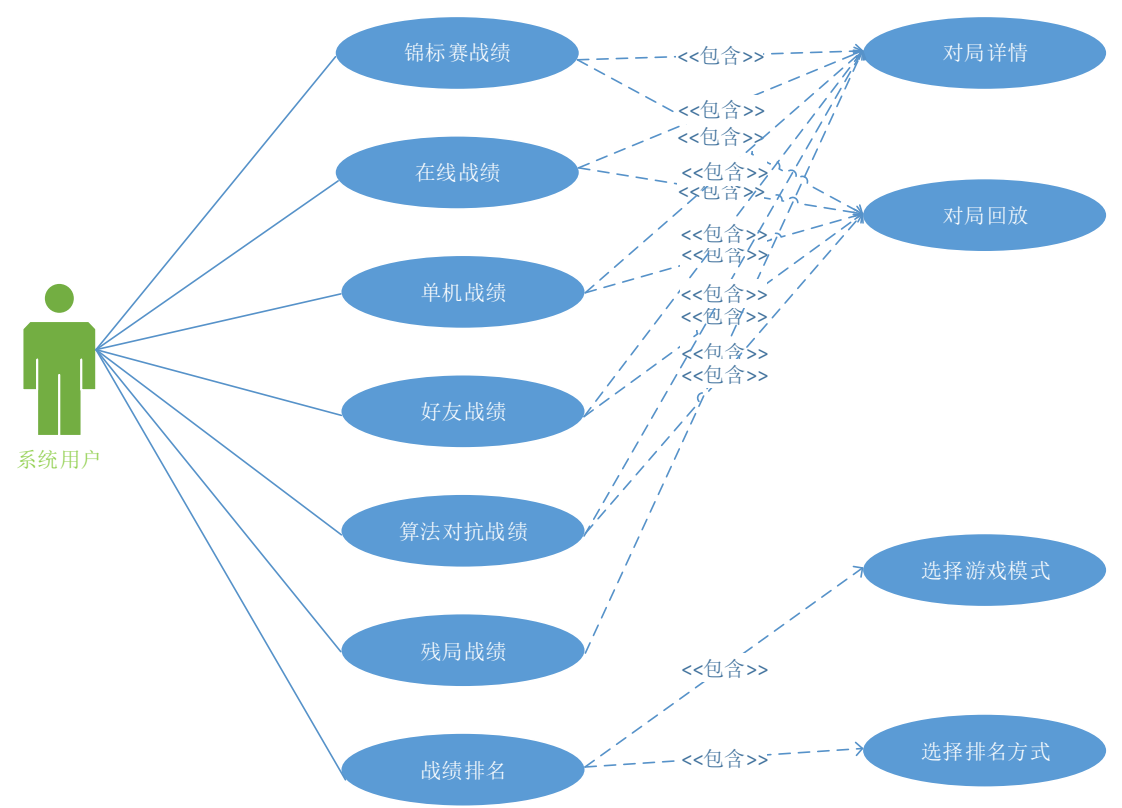 锦标赛战绩
<<包含>>
对局详情
<<包含>>
<<包含>>
在线战绩
<<包含>>
<<包含>>
对局回放
<<包含>>
<<包含>>
单机战绩
<<包含>>
<<包含>>
<<包含>>
<<包含>>
好友战绩
系统用户
算法对抗战绩
选择游戏模式
残局战绩
<<包含>>
战绩排名
<<包含>>
选择排名方式